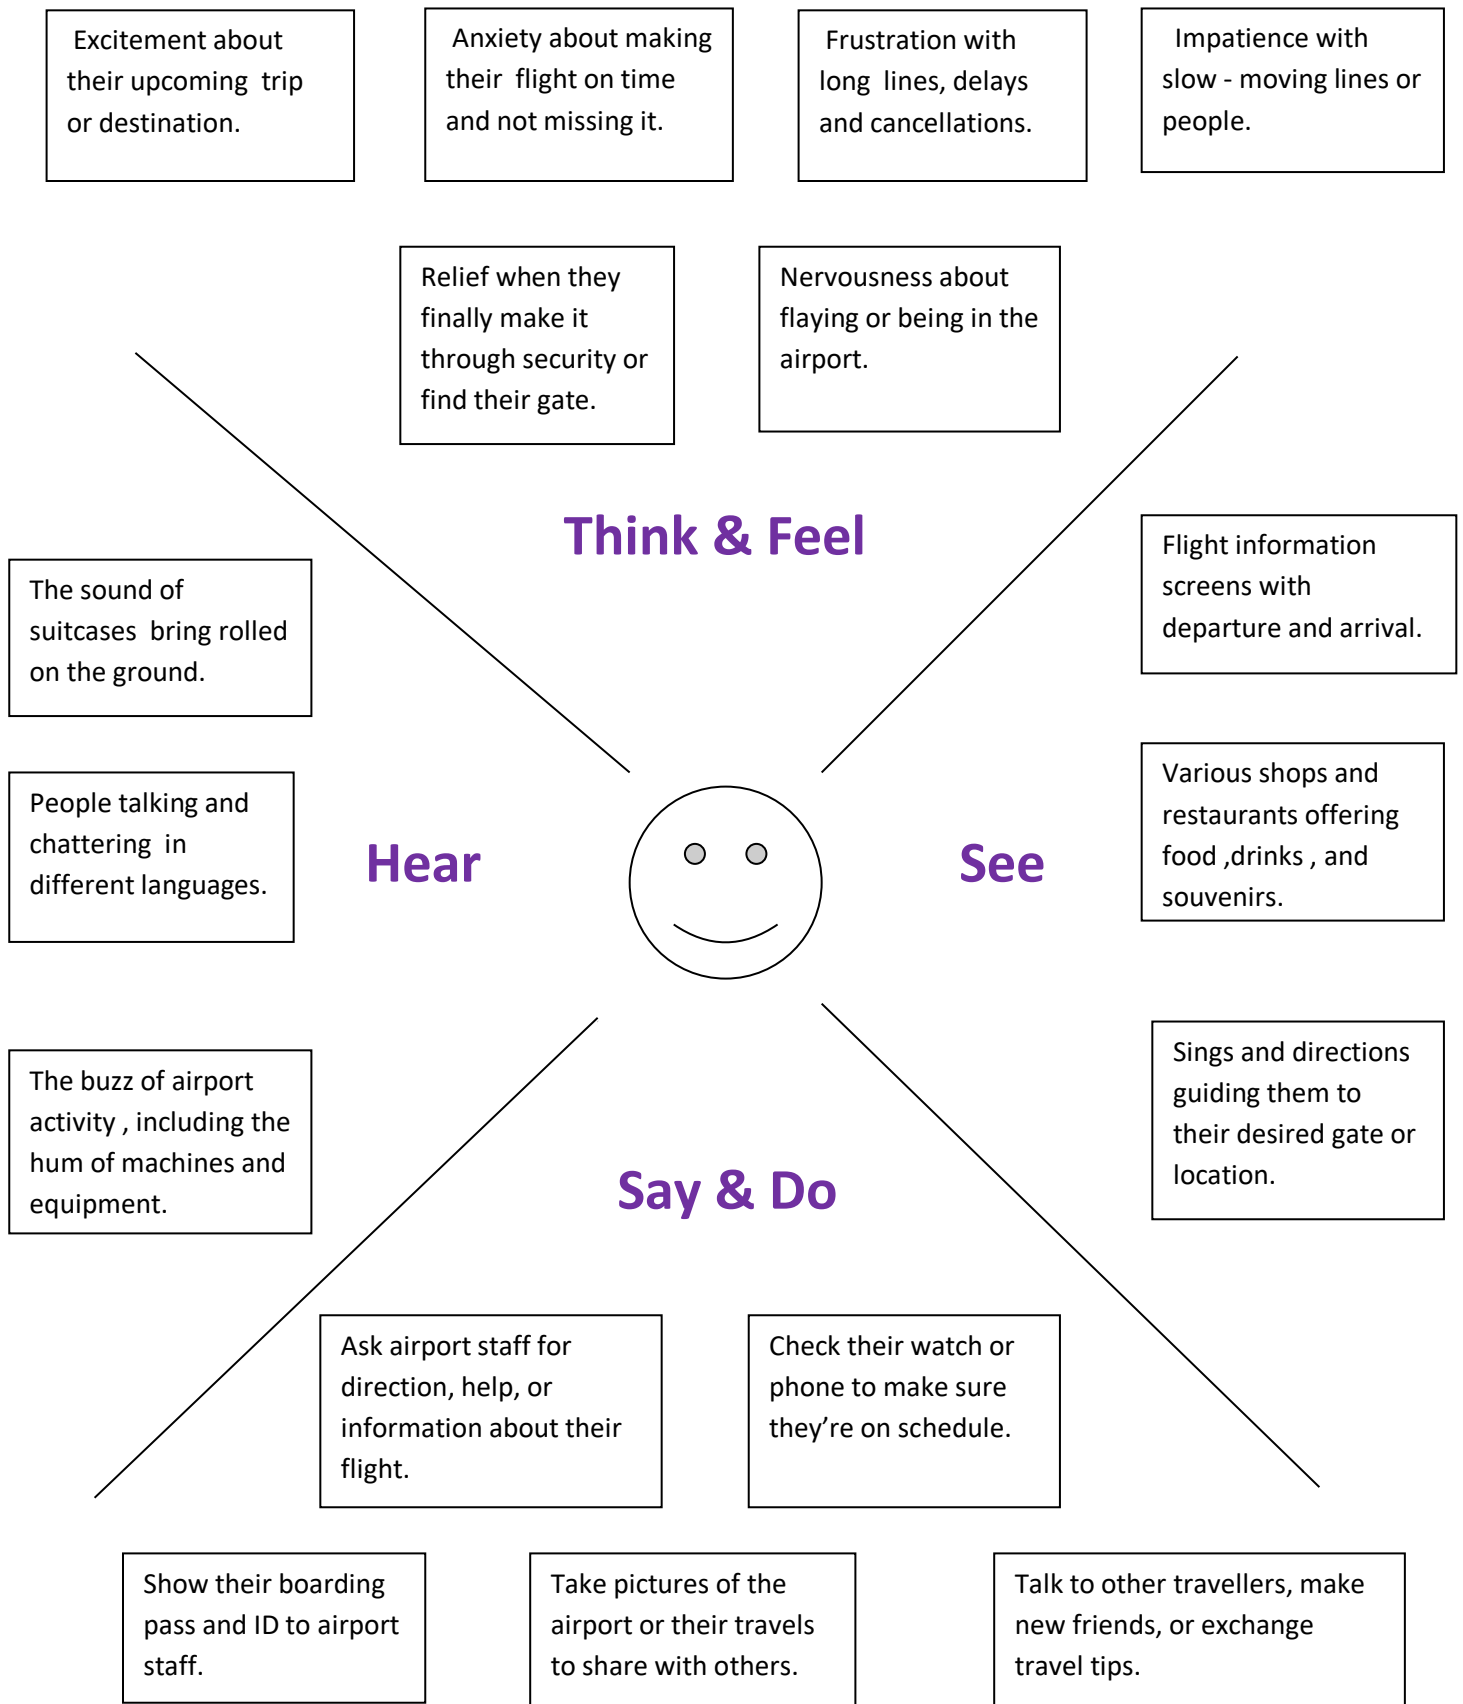 Excitement about
their upcoming trip
or destination.
Anxiety about making
their flight on time
and not missing it.
Frustration with
long lines, delays
and cancellations.
Impatience with
slow - moving lines or
people.
Relief when they
finally make it
through security or
find their gate.
Nervousness about
flaying or being in the
airport.
Think & Feel
The sound of
suitcases bring rolled
on the ground.
People talking and
chattering in
different languages.
The buzz of airport
activity , including the
hum of machines and
equipment.
Hear
See
Flight information
screens with
departure and arrival.
Various shops and
restaurants offering
food ,drinks , and
souvenirs.
Sings and directions
guiding them to
their desired gate or
location.
Say & Do
Ask airport staff for
direction, help, or
information about their
flight.
Check their watch or
phone to make sure
they’re on schedule.
Show their boarding
pass and ID to airport
staff.
Take pictures of the
airport or their travels
to share with others.
Talk to other travellers, make
new friends, or exchange
travel tips.